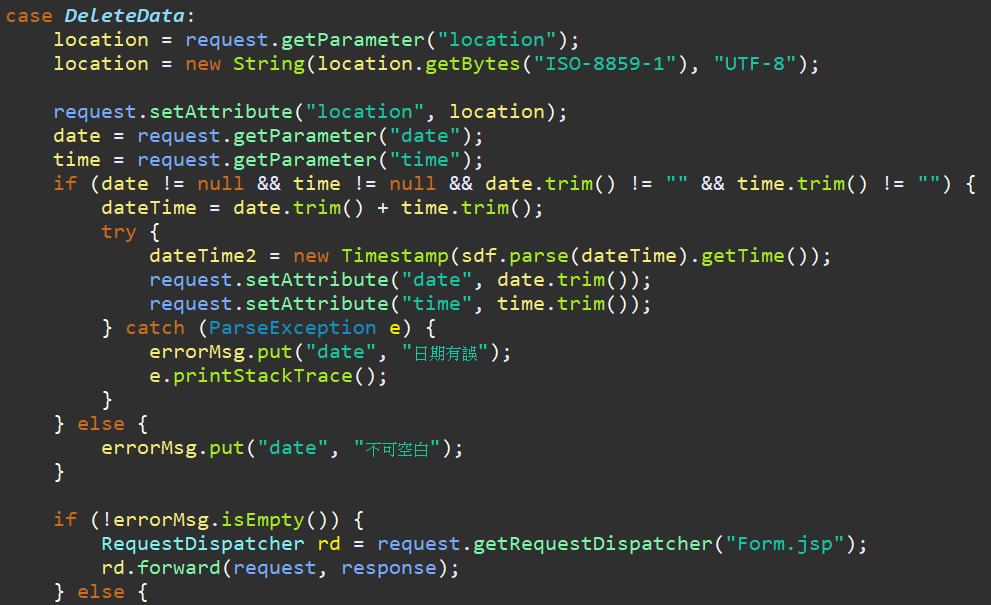 case DeleteData:
location = request.getParameter("location");
location = new String(location.getBytes("ISO-8859-1"), "UTF-8");
request.setAttribute("location", location);
date = request.getParameter("date");
time = request.getParameter("time");
if (date != null && time != null && date.trim() != "" && time.trim() != "") {
dateTime = date.trim() + time.trim();
try {
dateTime2 = new Timestamp(sdf.parse(dateTime).getTime());
request.setAttribute("date", date.trim());
request.setAttribute("time", time.trim());
} catch (ParseException e) {
errorMsg.put("date", "日期有誤");
e.printStackTrace();
}
} else {
errorMsg.put("date", "不可空白");
}
if (!errorMsg.isEmpty()) {
RequestDispatcher rd = request.getRequestDispatcher("Form.jsp");
rd.forward(request, response);
} else {